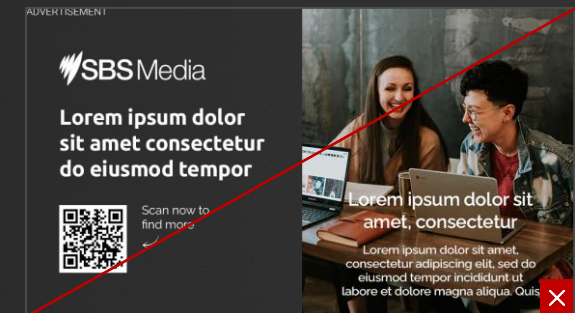 ADVERTISEMENT
SBS Media
Lorem ipsum dolor
sit amet consectetur
do eiusmod tempor
Scan now to
find more
Lorem ipsum dolor sit
amet, consectetur
Lorem ipsum dolor sit amet,
consectetur adipiscing elit, sed do
eiusmod tempor incididunt ut
labore et dolore magna aliqua. Quis